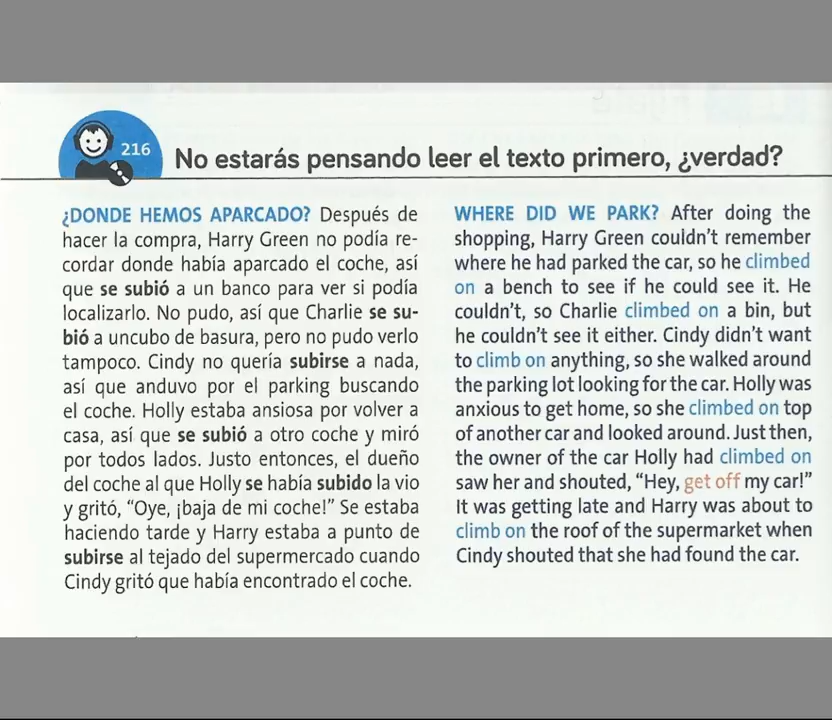 216
No estarás pensando leer el texto primero, ¿verdad?
¿DONDE HEMOS APARCADO? Después de
hacer la compra, Harry Green no podía re-
cordar donde había aparcado el coche, así
que se subió a un banco para ver si podía
localizarlo. No pudo, así que Charlie se su-
bió a uncubo de basura, pero no pudo verlo
tampoco. Cindy no quería subirse a nada,
así que anduvo por el parking buscando
el coche. Holly estaba ansiosa por volver a
casa, así que se subió a otro coche y miró
por todos lados. Justo entonces, el dueño
del coche al que Holly se había subido la vio
y gritó, “Oye, ¡baja de mi coche!” Se estaba
haciendo tarde y Harry estaba a punto de
subirse al tejado del supermercado cuando
Cindy gritó que había encontrado el coche.
WHERE DID WE PARK? After doing the
shopping, Harry Green couldn’t remember
where he had parked the car, so he climbed
on a bench to see if he could see it. He
couldn’t, so Charlie climbed on a bin, but
he couldn’t see it either. Cindy didn’t want
to climb on anything, so she walked around
the parking lot looking for the car. Holly was
anxious to get home, so she climbed on top
of another car and looked around. Just then,
the owner of the car Holly had climbed on
saw her and shouted, “Hey, get off my car!”
It was getting late and Harry was about to
climb on the roof of the supermarket when
Cindy shouted that she had found the car.